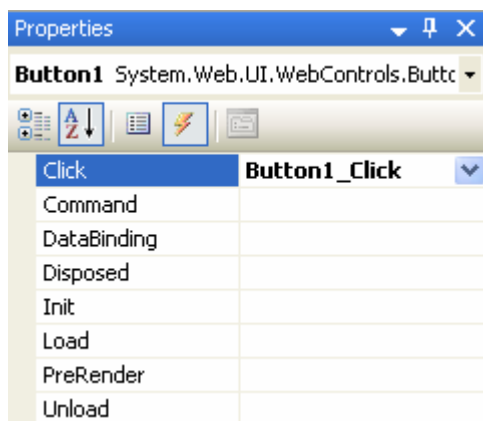 Properties
Button1 System.Web.UI.WebControls.Buttc
A
Z
Click Button1_Click
Command
DataBinding
Disposed
Init
Load
PreRender
Unload